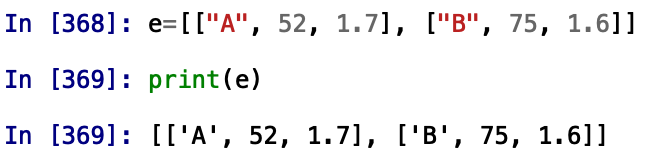 In [368]: e=[["A", 52, 1.7], ["B", 75, 1.6]]
In [369]: print(e)
In [369]: [['A', 52, 1.7], ['B', 75, 1.6]]